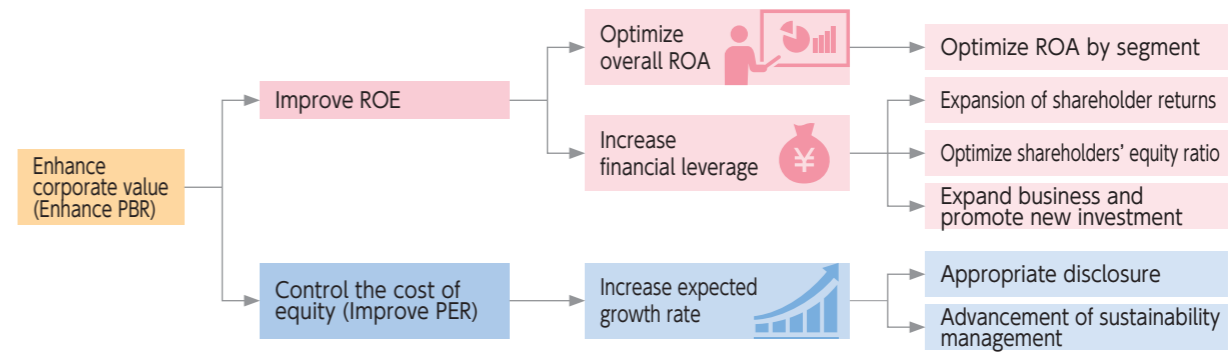 Enhance
corporate value
(Enhance PBR)
Improve ROE
Optimize
overall ROA
Optimize ROA by segment
Increase
financial leverage
¥
Expansion of shareholder returns
Optimize shareholders’ equity ratio
Expand business and
promote new investment
Control the cost of
equity (Improve PER)
Increase expected
growth rate
Appropriate disclosure
Advancement of sustainability
management